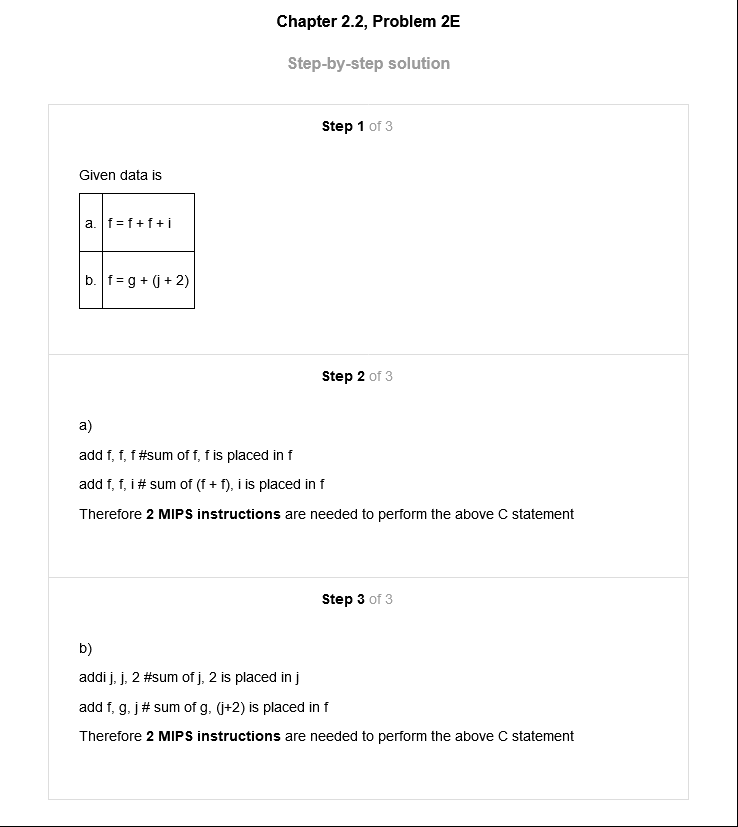 Chapter 2.2, Problem 2E
Step-by-step solution
Step 1 of 3
Given data is
a. f = f + f + i
b. f = g + (j + 2)
Step 2 of 3
a)
add f, f, f #sum of f, f is placed in f
add f, f, i # sum of (f + f), i is placed in f
Therefore 2 MIPS instructions are needed to perform the above C statement
Step 3 of 3
b)
addi j, j, 2 #sum of j, 2 is placed in j
add f, g, j # sum of g, (j+2) is placed in f
Therefore 2 MIPS instructions are needed to perform the above C statement